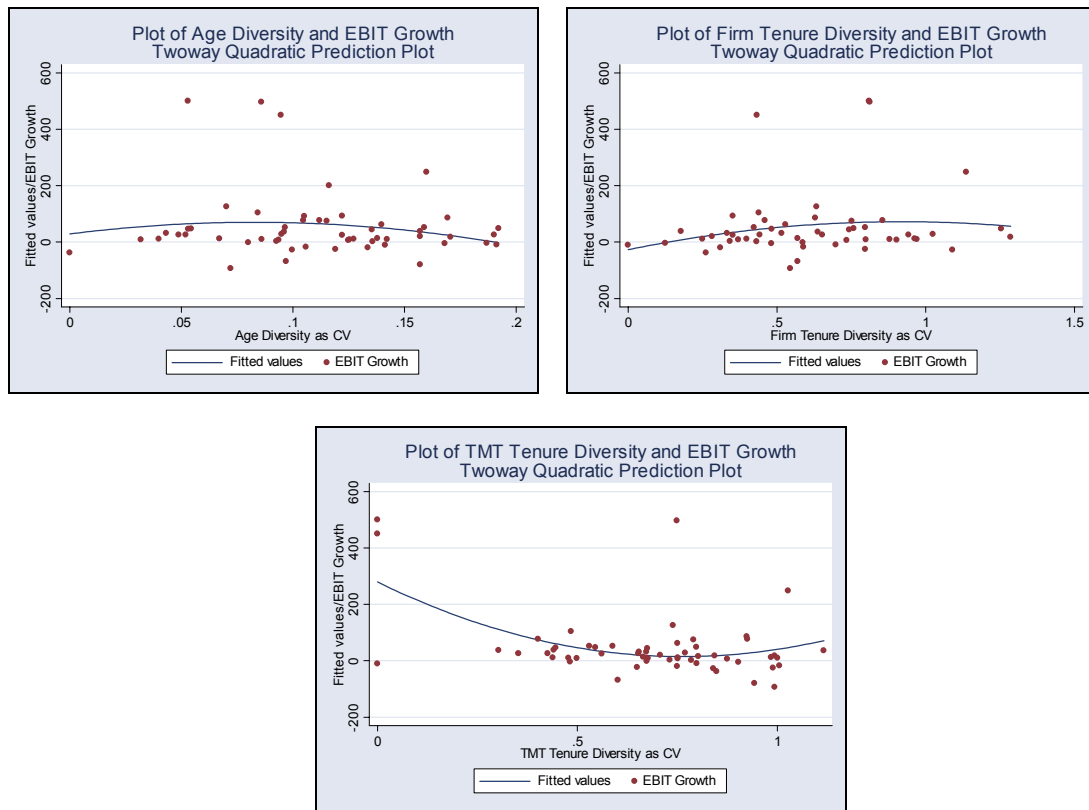 Plot of Age Diversity and EBIT Growth
Twoway Quadratic Prediction Plot
Fitted values/EBIT Growth
600
400
200
0
-200
0
.05
.1
.15
.2
Age Diversity as CV
Fitted values
EBIT Growth
Plot of Firm Tenure Diversity and EBIT Growth
Twoway Quadratic Prediction Plot
Fitted values/EBIT Growth
600
400
200
0
-200
0
.5
1
1.5
Firm Tenure Diversity as CV
Fitted values
EBIT Growth
Plot of TMT Tenure Diversity and EBIT Growth
Twoway Quadratic Prediction Plot
Fitted values/EBIT Growth
600
400
200
0
-200
0
.5
1
TMT Tenure Diversity as CV
Fitted values
EBIT Growth